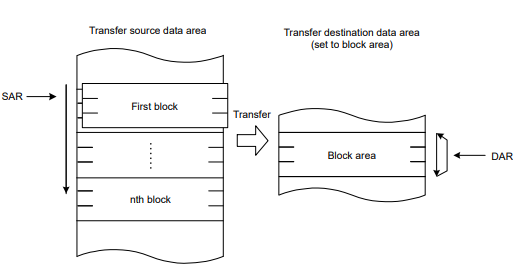 Transfer source data area
Transfer destination data area
(set to block area)
SAR
First block
Transfer
Block area
DAR
nth block